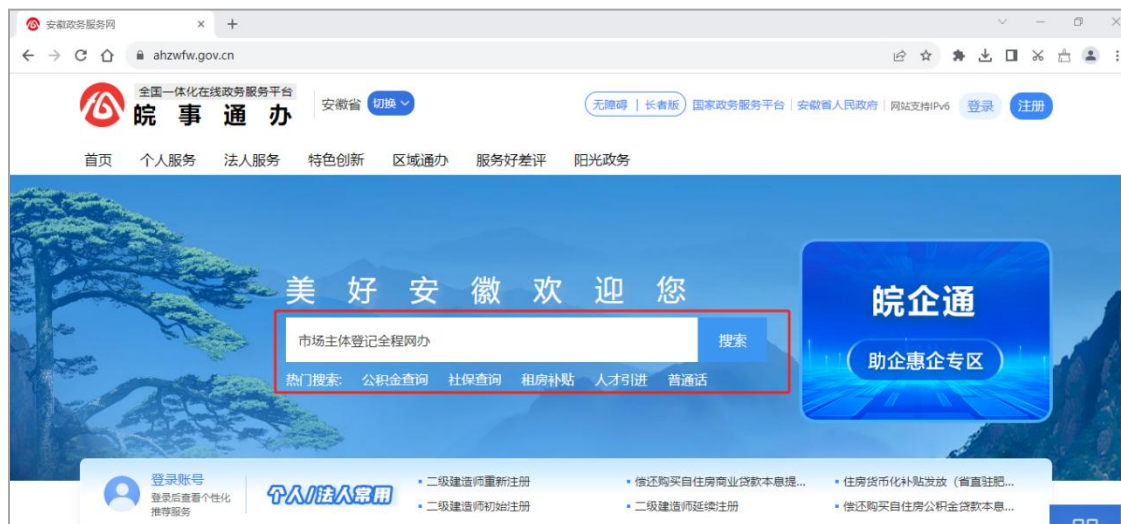 安徽政务服务网
ahzwfw.gov.cn
全国一体化在线政务服务平台
皖事通办
安徽省 切换
无障碍 | 长者版 国家政务服务平台 | 安徽省人民政府 | 网站支持IPv6 登录 注册
首页 个人服务 法人服务 特色创新 区域通办 服务好差评 阳光政务
美好安徽欢迎您
市场主体登记全程网办 搜索
热门搜索: 公积金查询 社保查询 租房补贴 人才引进 普通话
皖企通
助企惠企专区
登录账号
登录后查看个性化
推荐服务
个人/法人常用
二级建造师重新注册 偿还购买自住房商业贷款本息提... 住房货币化补贴发放（省直驻肥...
二级建造师初始注册 二级建造师延续注册 偿还购买自住房公积金贷款本息...